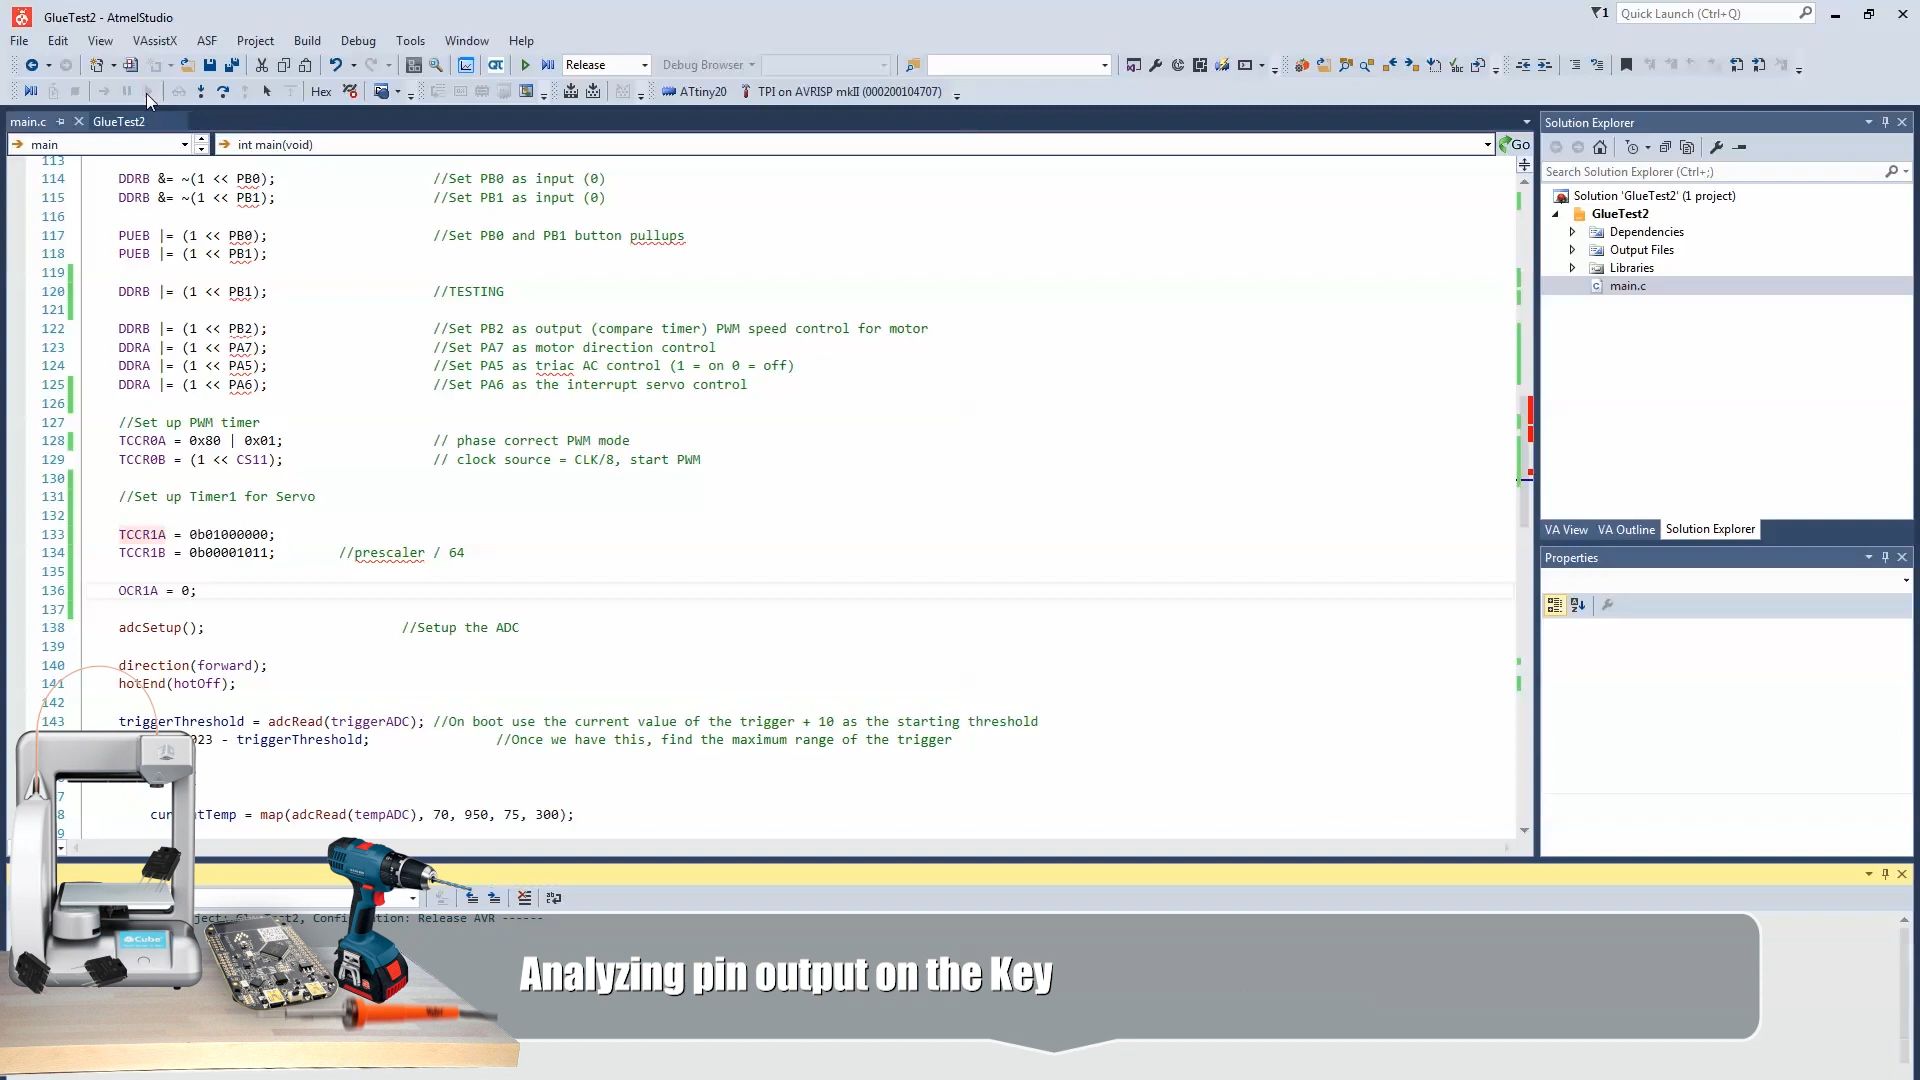 GlueTest2 - AtmelStudio
1
Quick Launch (Ctrl+Q)
File Edit View VAssistX ASF Project Build Debug Tools Window Help
Release
Debug Browser
Hex
ATtiny20
TPI on AVRISP mkII (000200104707)
main.c
GlueTest2
main
int main(void)
Go
113
114 DDRB &= ~(1 << PB0); //Set PB0 as input (0)
115 DDRB &= ~(1 << PB1); //Set PB1 as input (0)
116
117 PUEB |= (1 << PB0); //Set PB0 and PB1 button pullups
118 PUEB |= (1 << PB1);
119
120 DDRB |= (1 << PB1); //TESTING
121
122 DDRB |= (1 << PB2); //Set PB2 as output (compare timer) PWM speed control for motor
123 DDRA |= (1 << PA7); //Set PA7 as motor direction control
124 DDRA |= (1 << PA5); //Set PA5 as triac AC control (1 = on 0 = off)
125 DDRA |= (1 << PA6); //Set PA6 as the interrupt servo control
126
127 //Set up PWM timer
128 TCCR0A = 0x80 | 0x01; // phase correct PWM mode
129 TCCR0B = (1 << CS11); // clock source = CLK/8, start PWM
130
131 //Set up Timer1 for Servo
132
133 TCCR1A = 0b01000000;
134 TCCR1B = 0b00001011; //prescaler / 64
135
136 OCR1A = 0;
137
138 adcSetup(); //Setup the ADC
139
140 direction(forward);
141 hotEnd(hotOff);
142
143 triggerThreshold = adcRead(triggerADC); //On boot use the current value of the trigger + 10 as the starting threshold
023 - triggerThreshold; //Once we have this, find the maximum range of the trigger
7
8 currentTemp = map(adcRead(tempADC), 70, 950, 75, 300);
9
Solution Explorer
Search Solution Explorer (Ctrl+;)
Solution 'GlueTest2' (1 project)
GlueTest2
Dependencies
Output Files
Libraries
main.c
VA View VA Outline Solution Explorer
Properties
ject: GlueTest2, Configuration: Release AVR ------
Cube
Analyzing pin output on the Key